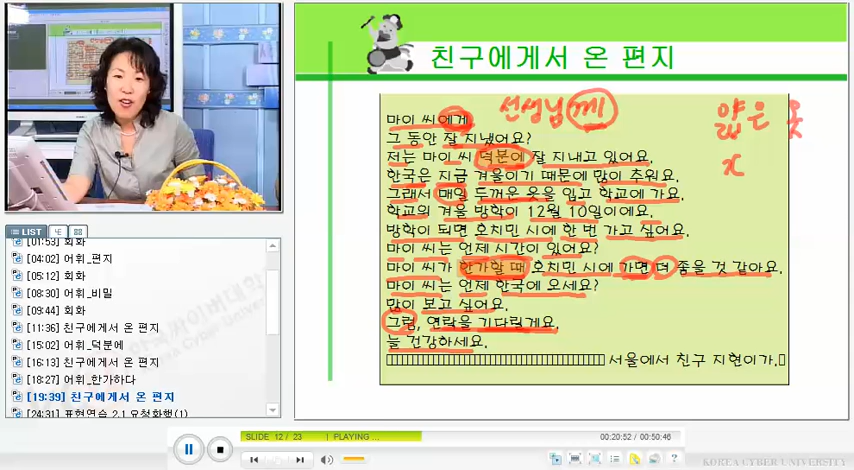 친구에게서 온 편지
선생님께
얇은 옷
x
마이 씨에게
그 동안 잘 지냈어요?
저는 마이 씨 덕분에 잘 지내고 있어요.
한국은 지금 겨울이기 때문에 많이 추워요.
그래서 매일 두꺼운 옷을 입고 학교에 가요.
학교의 겨울 방학이 12월 10일이에요.
방학이 되면 호치민 시에 한 번 가고 싶어요.
마이 씨는 언제 시간이 있어요?
마이 씨가 한가할 때 호치민 시에 가면 더 좋을 것 같아요.
마이 씨는 언제 한국에 오세요?
많이 보고 싶어요.
그럼, 연락을 기다릴게요.
늘 건강하세요.
서울에서 친구 지현이가.
LIST
[01:53] 회화
[04:02] 어휘_편지
[05:12] 회화
[08:30] 어휘_비밀
[09:44] 회화
[11:36] 친구에게서 온 편지
[15:02] 어휘_덕분에
[16:13] 친구에게서 온 편지
[18:27] 어휘_한가하다
[19:39] 친구에게서 온 편지
[24:31] 표현연습 2.1 요청화행(1)
SLIDE 12 / 23 | PLAYING ...
00:20:52 / 00:50:46
KOREA CYBER UNIVERSITY